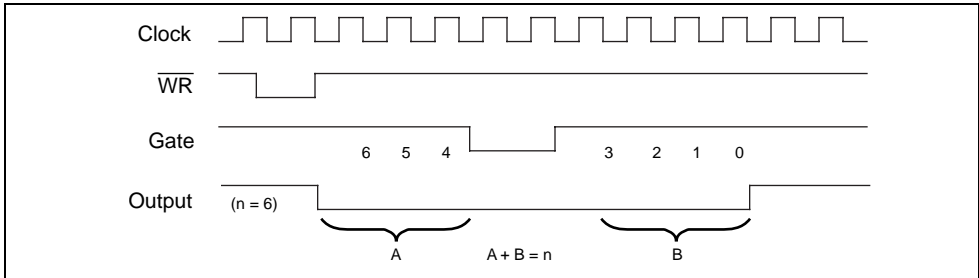 Clock
WR
Gate
6 5 4 3 2 1 0
Output
(n = 6)
A
A + B = n
B